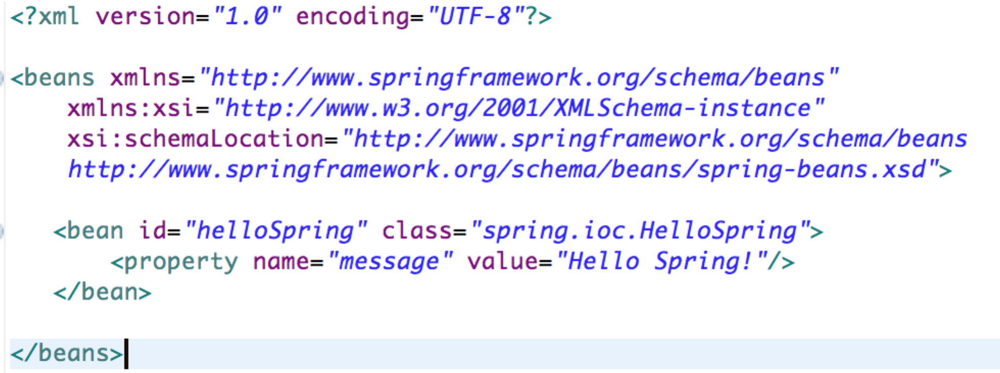 <?xml version="1.0" encoding="UTF-8"?>
<beans xmlns="http://www.springframework.org/schema/beans"
xmlns:xsi="http://www.w3.org/2001/XMLSchema-instance"
xsi:schemaLocation="http://www.springframework.org/schema/beans
http://www.springframework.org/schema/beans/spring-beans.xsd">
<bean id="helloSpring" class="spring.ioc.HelloSpring">
<property name="message" value="Hello Spring!"/>
</bean>
</beans>